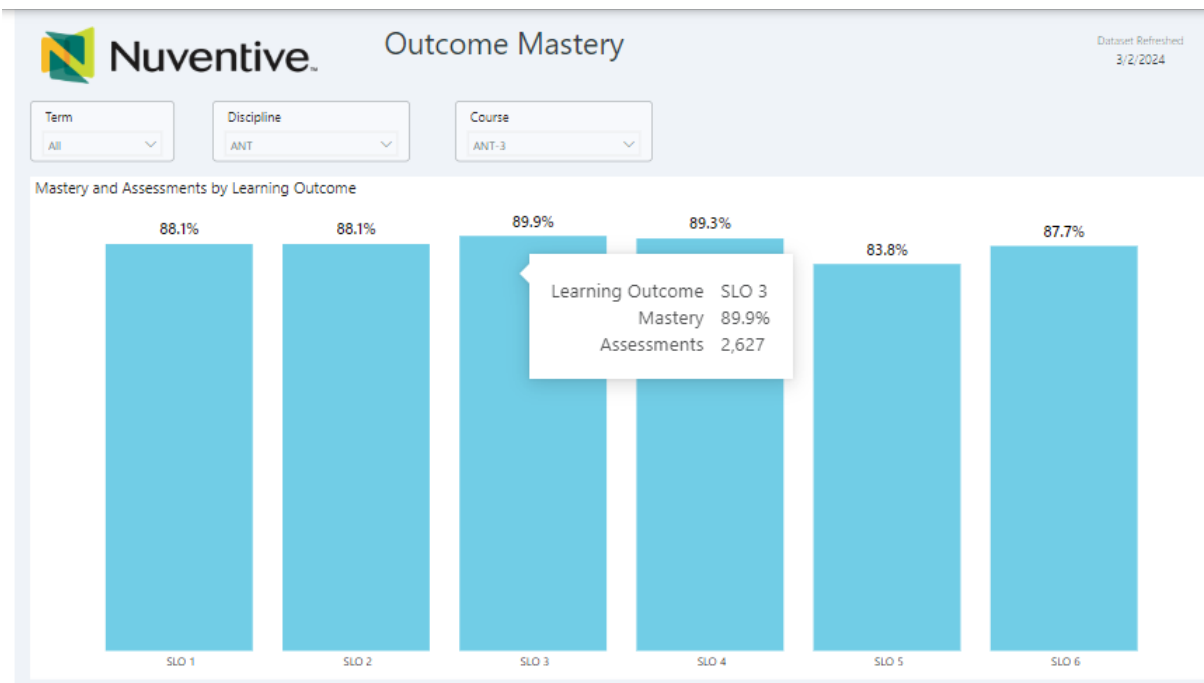 Nuventive™
Outcome Mastery
Dataset Refreshed
3/2/2024
Term
All
Discipline
ANT
Course
ANT-3
Mastery and Assessments by Learning Outcome
88.1%
88.1%
89.9%
89.3%
83.8%
87.7%
Learning Outcome SLO 3
Mastery 89.9%
Assessments 2,627
SLO 1
SLO 2
SLO 3
SLO 4
SLO 5
SLO 6